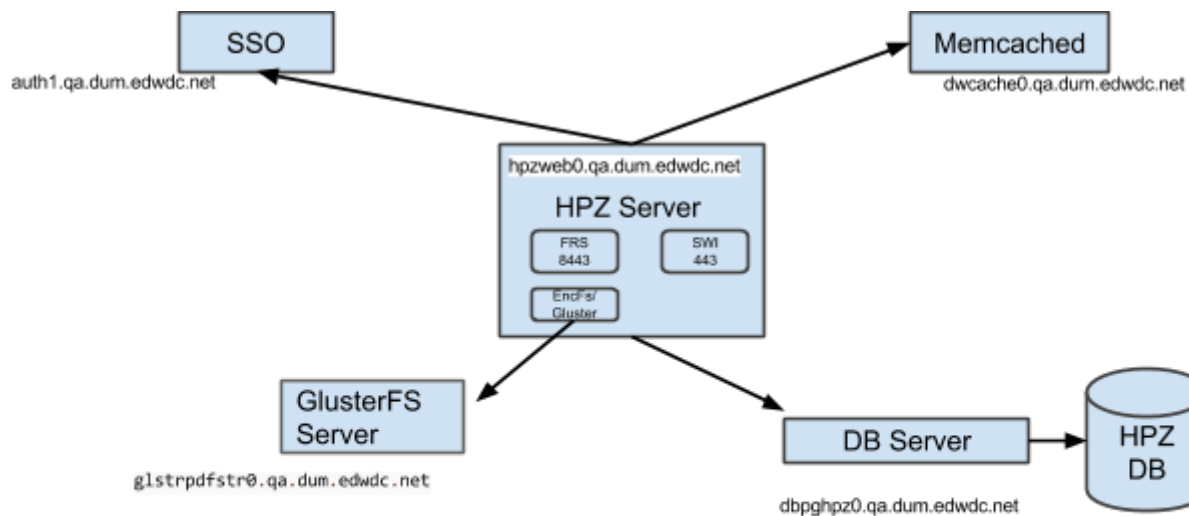 SSO
Memcached
auth1.qa.dum.edwdc.net
dwcache0.qa.dum.edwdc.net
hpzweb0.qa.dum.edwdc.net
HPZ Server
FRS
8443
SWI
443
EncFs/
Gluster
GlusterFS
Server
glstrpdfstr0.qa.dum.edwdc.net
DB Server
HPZ
DB
dbpghpz0.qa.dum.edwdc.net